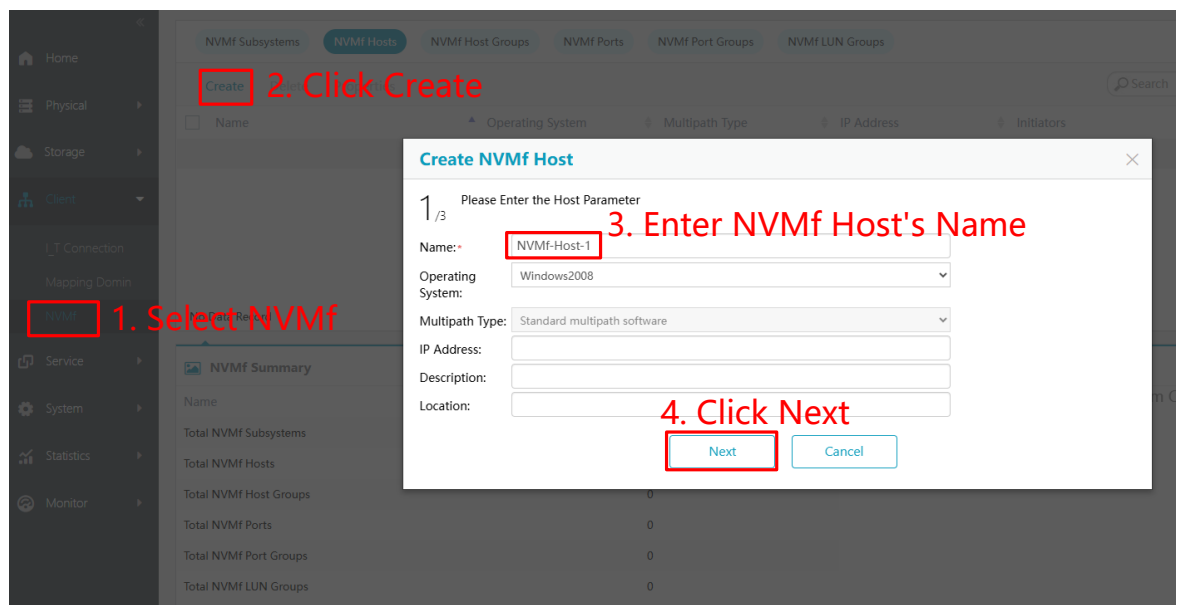 NVMf Subsystems NVMf Hosts NVMf Host Groups NVMf Ports NVMf Port Groups NVMf LUN Groups
Home
Create 2. Click Create
Search
Physical
Name Operating System Multipath Type IP Address Initiators
Storage
Create NVMf Host
Client
1/3 Please Enter the Host Parameter
3. Enter NVMf Host's Name
I_T Connection
Name:* NVMf-Host-1
Mapping Domin
Operating System: Windows2008
NVMf 1. Select NVMf
No Data Record
Multipath Type: Standard multipath software
IP Address:
Service
NVMf Summary
Description:
System
Name
Location:
4. Click Next
Total NVMf Subsystems
Next Cancel
Statistics
Total NVMf Hosts
Total NVMf Host Groups 0
Monitor
Total NVMf Ports 0
Total NVMf Port Groups 0
Total NVMf LUN Groups 0